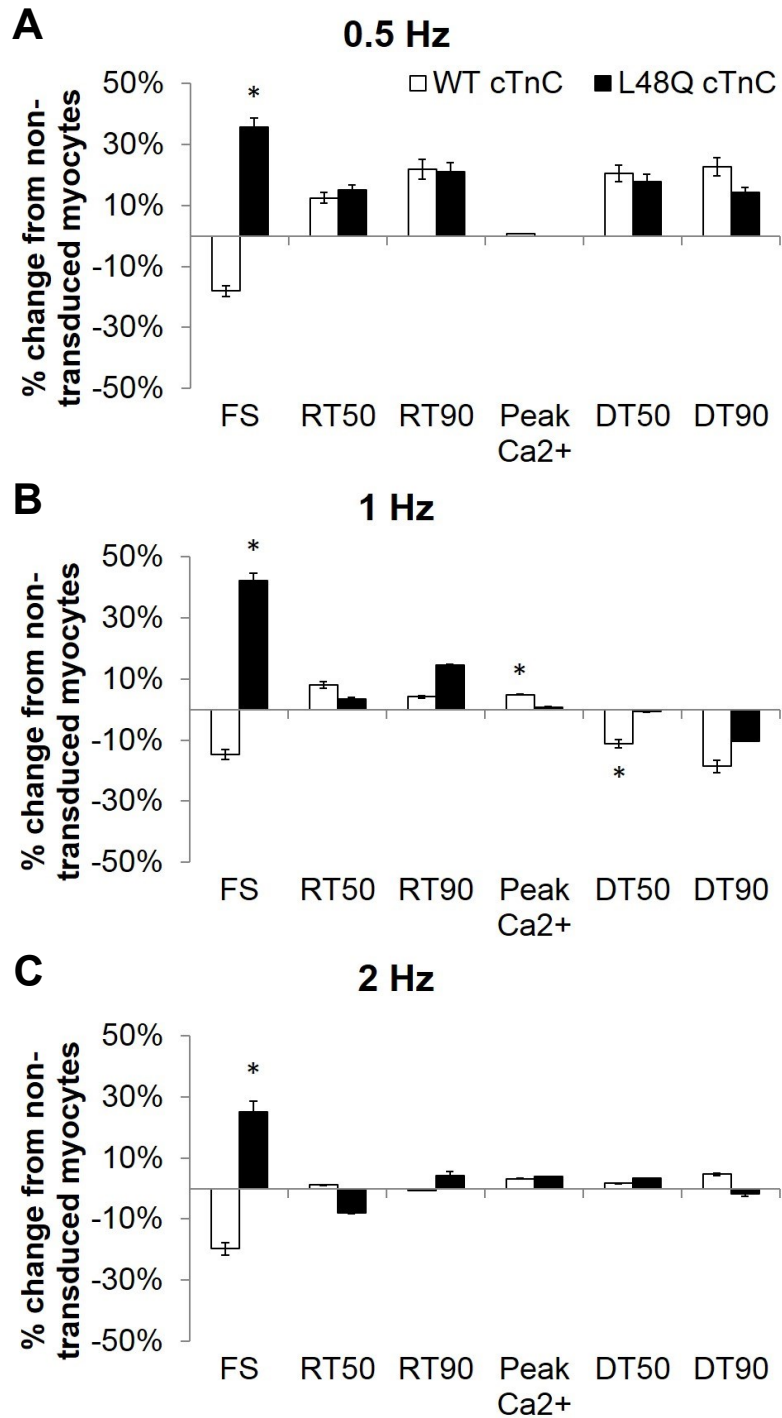 A
0.5 Hz
WT cTnC
L48Q cTnC
% change from non-
transduced myocytes
50%
30%
10%
-10%
-30%
-50%
*
FS
RT50
RT90
Peak
Ca2+
DT50
DT90
B
1 Hz
% change from non-
transduced myocytes
50%
30%
10%
-10%
-30%
-50%
*
*
*
FS
RT50
RT90
Peak
Ca2+
DT50
DT90
C
2 Hz
% change from non-
transduced myocytes
50%
30%
10%
-10%
-30%
-50%
*
FS
RT50
RT90
Peak
Ca2+
DT50
DT90